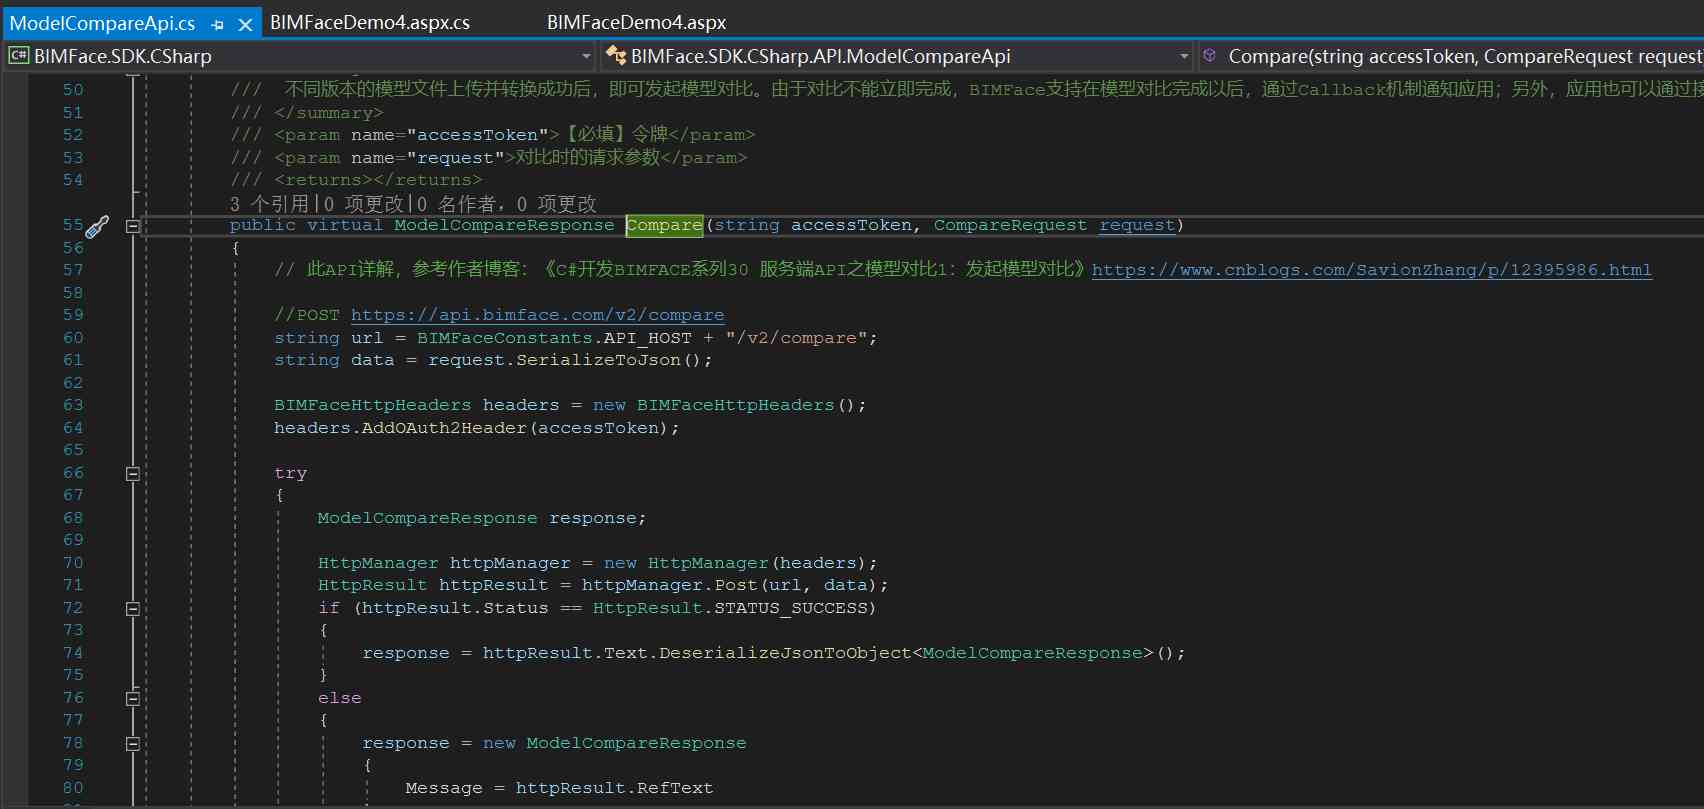 ModelCompareApi.cs BIMFaceDemo4.aspx.cs BIMFaceDemo4.aspx
C# BIMFace.SDK.CSharp BIMFace.SDK.CSharp.API.ModelCompareApi Compare(string accessToken, CompareRequest request
50 /// 不同版本的模型文件上传并转换成功后，即可发起模型对比。由于对比不能立即完成，BIMFace支持在模型对比完成以后，通过Callback机制通知应用；另外，应用也可以通过接
51 /// </summary>
52 /// <param name="accessToken">【必填】令牌</param>
53 /// <param name="request">对比时的请求参数</param>
54 /// <returns></returns>
3 个引用|0 项更改|0 名作者，0 项更改
55 public virtual ModelCompareResponse Compare(string accessToken, CompareRequest request)
56 {
57 // 此API详解，参考作者博客：《C#开发BIMFACE系列30 服务端API之模型对比1：发起模型对比》https://www.cnblogs.com/SavionZhang/p/12395986.html
58
59 //POST https://api.bimface.com/v2/compare
60 string url = BIMFaceConstants.API_HOST + "/v2/compare";
61 string data = request.SerializeToJson();
62
63 BIMFaceHttpHeaders headers = new BIMFaceHttpHeaders();
64 headers.AddOAuth2Header(accessToken);
65
66 try
67 {
68 ModelCompareResponse response;
69
70 HttpManager httpManager = new HttpManager(headers);
71 HttpResult httpResult = httpManager.Post(url, data);
72 if (httpResult.Status == HttpResult.STATUS_SUCCESS)
73 {
74 response = httpResult.Text.DeserializeJsonToObject<ModelCompareResponse>();
75 }
76 else
77 {
78 response = new ModelCompareResponse
79 {
80 Message = httpResult.RefText